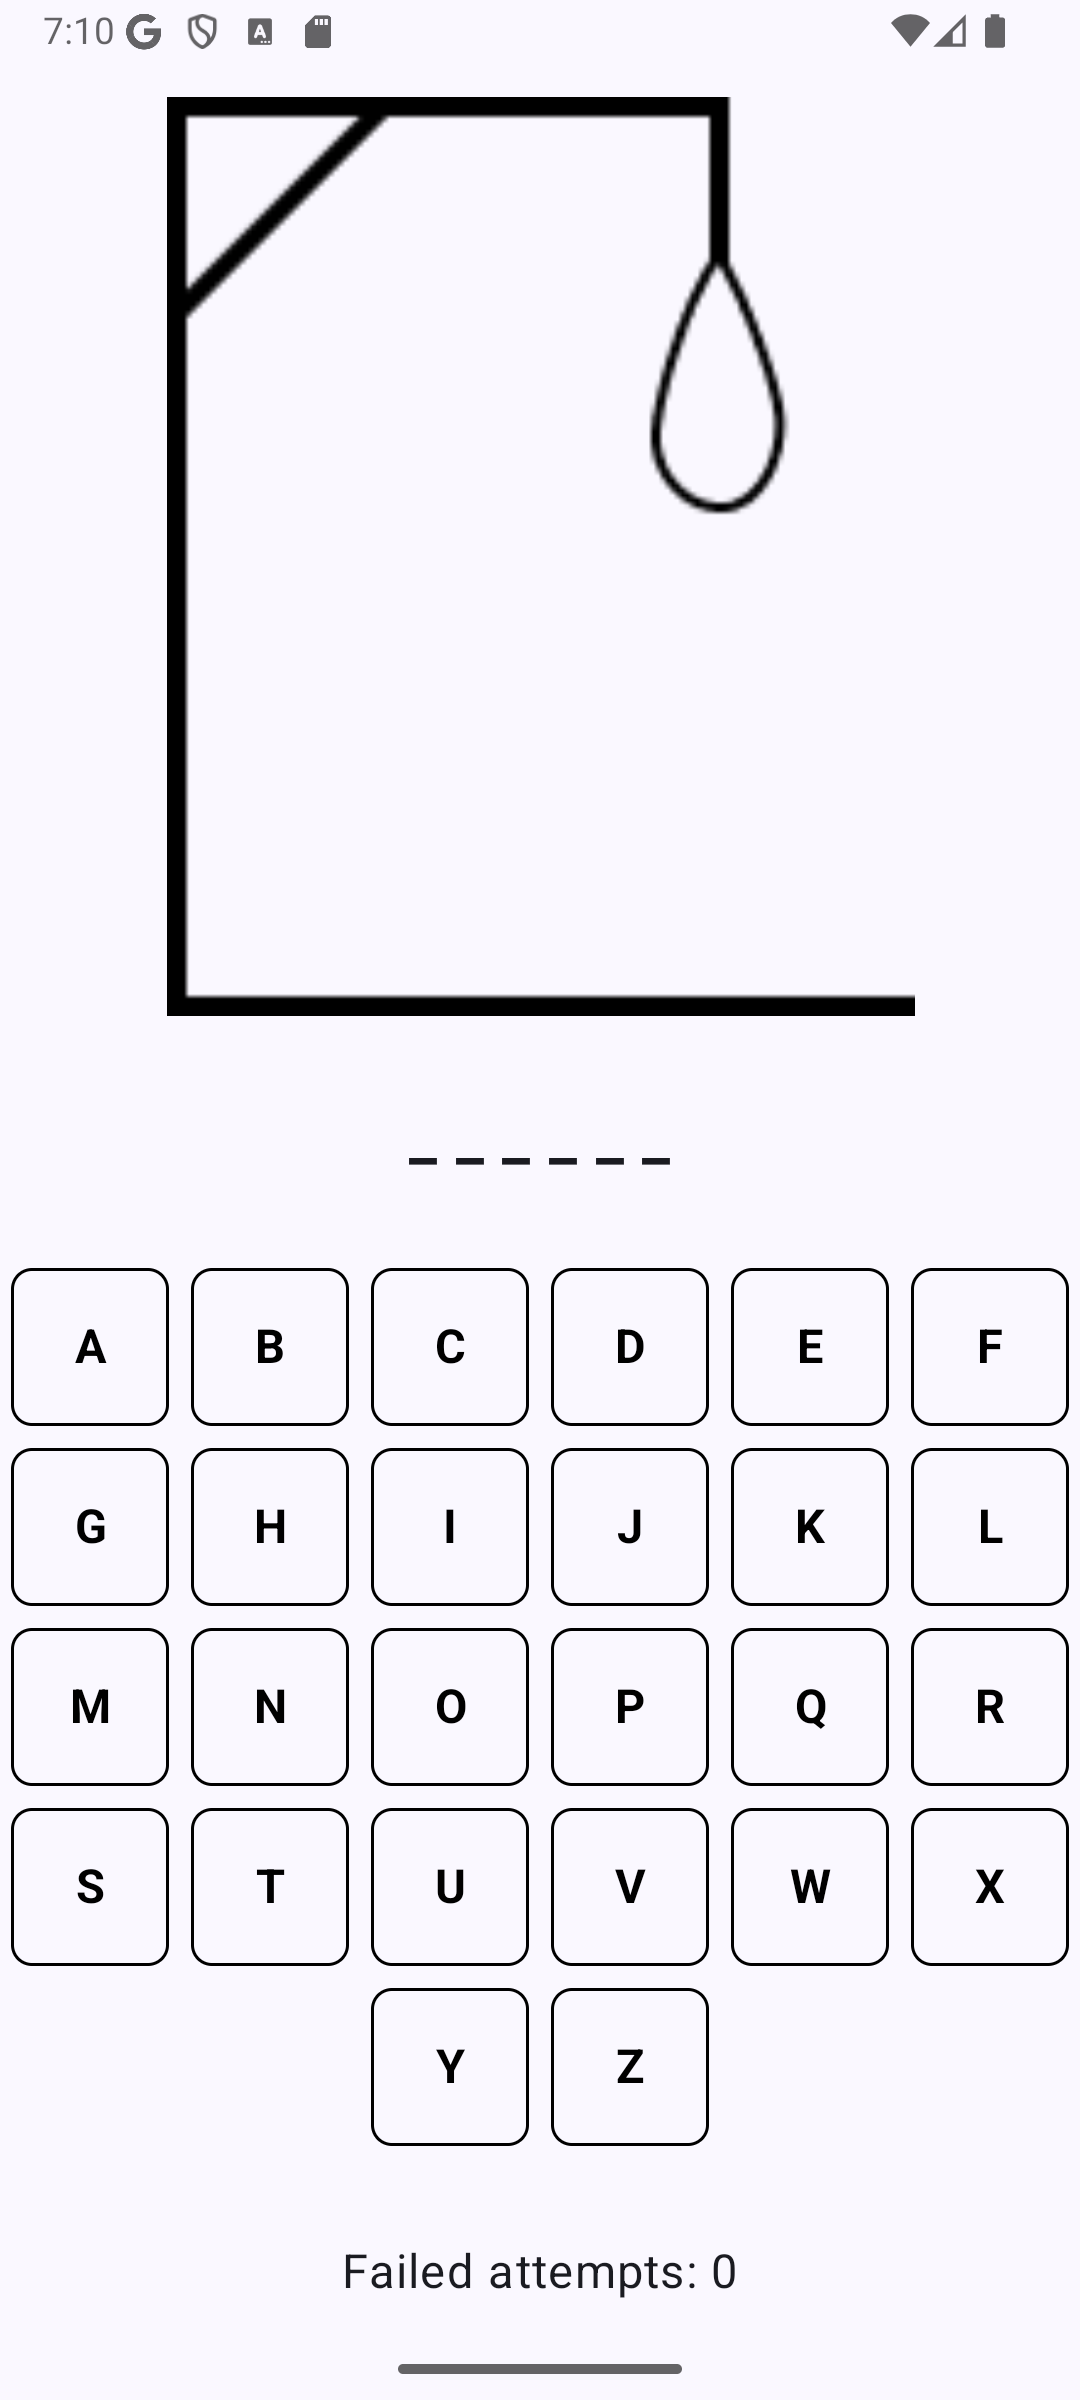 7:10
_ _ _ _ _ _
A B C D E F
G H I J K L
M N O P Q R
S T U V W X
Y Z
Failed attempts: 0